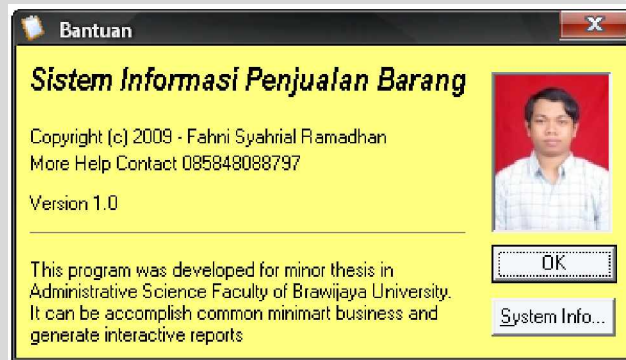 Bantuan
Sistem Informasi Penjualan Barang
Copyright (c) 2009 - Fahni Syahrial Ramadhan
More Help Contact 085848088797
Version 1.0
This program was developed for minor thesis in
Administrative Science Faculty of Brawijaya University.
It can be accomplish common minimart business and
generate interactive reports
OK
System Info...